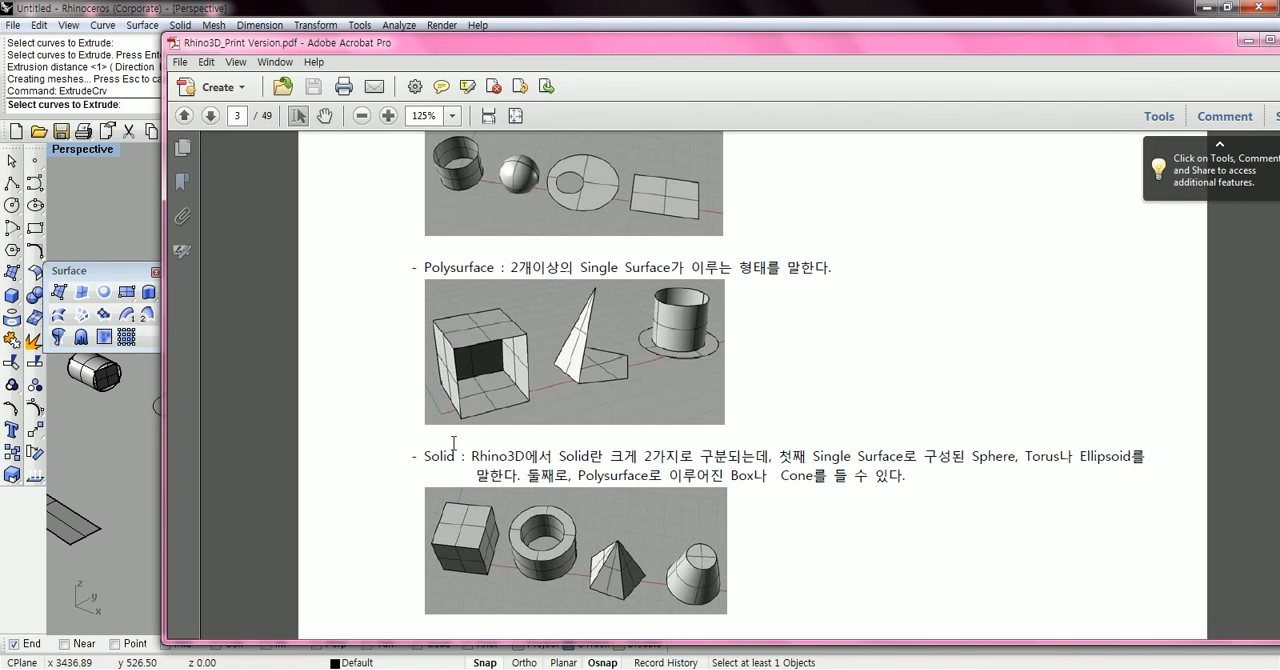 Untitled - Rhinoceros (Corporate) - [Perspective]
File Edit View Curve Surface Solid Mesh Dimension Transform Tools Analyze Render Help
Select curves to Extrude:
Select curves to Extrude. Press Ent
Extrusion distance <1> ( Direction
Creating meshes... Press Esc to ca
Command: ExtrudeCrv
Select curves to Extrude:
Perspective
Surface
Rhino3D_Print Version.pdf - Adobe Acrobat Pro
File Edit View Window Help
Create
3 / 49 125%
Tools Comment
Click on Tools, Comment
and Share to access
additional features.
- Polysurface : 2개이상의 Single Surface가 이루는 형태를 말한다.
- Solid : Rhino3D에서 Solid란 크게 2가지로 구분되는데, 첫째 Single Surface로 구성된 Sphere, Torus나 Ellipsoid를
말한다. 둘째로, Polysurface로 이루어진 Box나 Cone를 들 수 있다.
z
y
x
End Near Point
CPlane x 3436.89 y 526.50 z 0.00 Default Snap Ortho Planar Osnap Record History Select at least 1 Objects